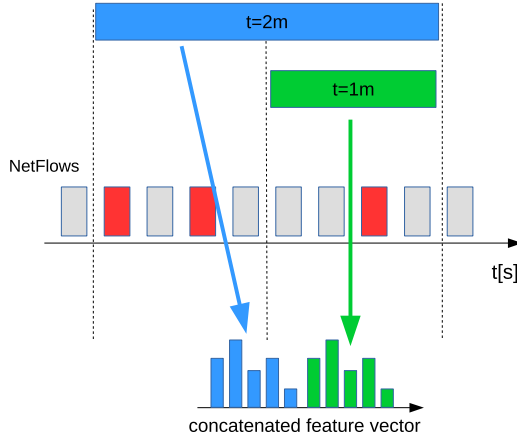 t=2m
t=1m
NetFlows
t[s]
concatenated feature vector